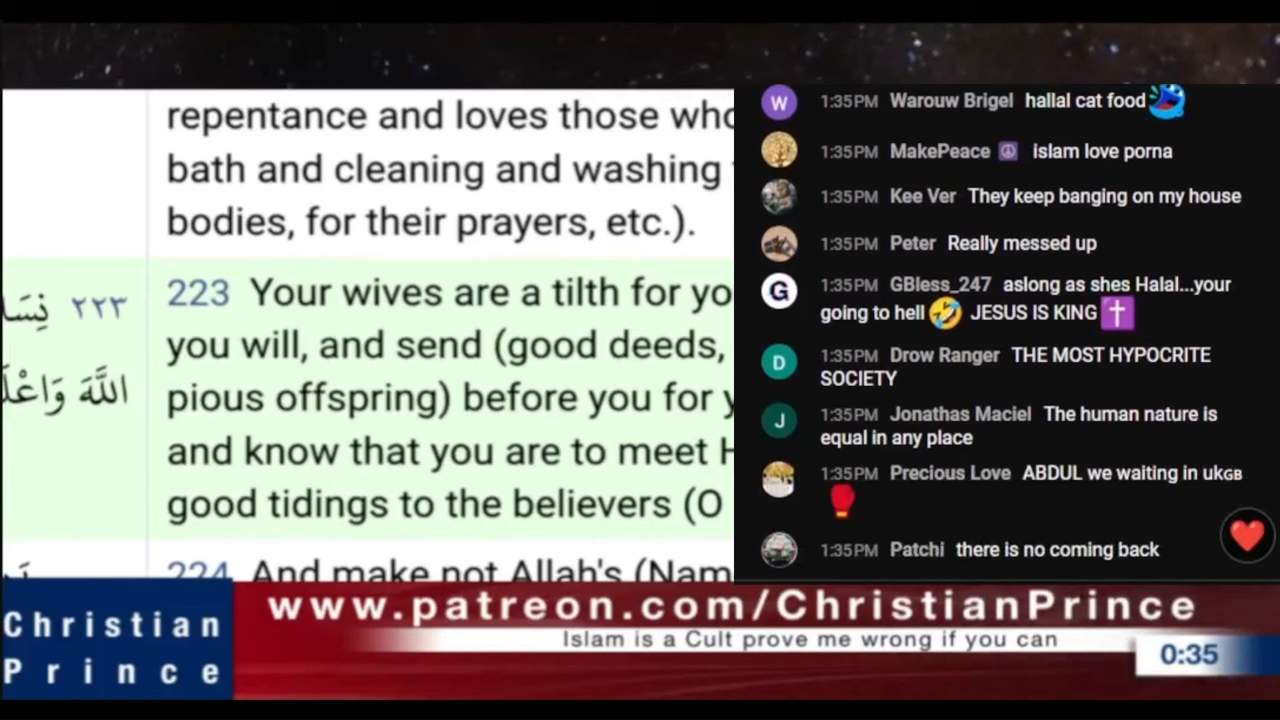 repentance and loves those who
bath and cleaning and washing
bodies, for their prayers, etc.).
٢٢٣
223 Your wives are a tilth for yo
you will, and send (good deeds,
اللَّهَ
pious offspring) before you for y
and know that you are to meet H
good tidings to the believers (O
224 And make not Allah's (Nam
W 1:35 PM Warouw Brigel hallal cat food
1:35 PM MakePeace islam love porna
1:35 PM Kee Ver They keep banging on my house
1:35 PM Peter Really messed up
G 1:35 PM GBless_247 aslong as shes Halal...your
going to hell 🤣 JESUS IS KING ✝️
D 1:35 PM Drow Ranger THE MOST HYPOCRITE
SOCIETY
J 1:35 PM Jonathas Maciel The human nature is
equal in any place
1:35 PM Precious Love ABDUL we waiting in ukGB
🥊
1:35 PM Patchi there is no coming back
Christian
Prince
www.patreon.com/ChristianPrince
Islam is a Cult prove me wrong if you can
0:35